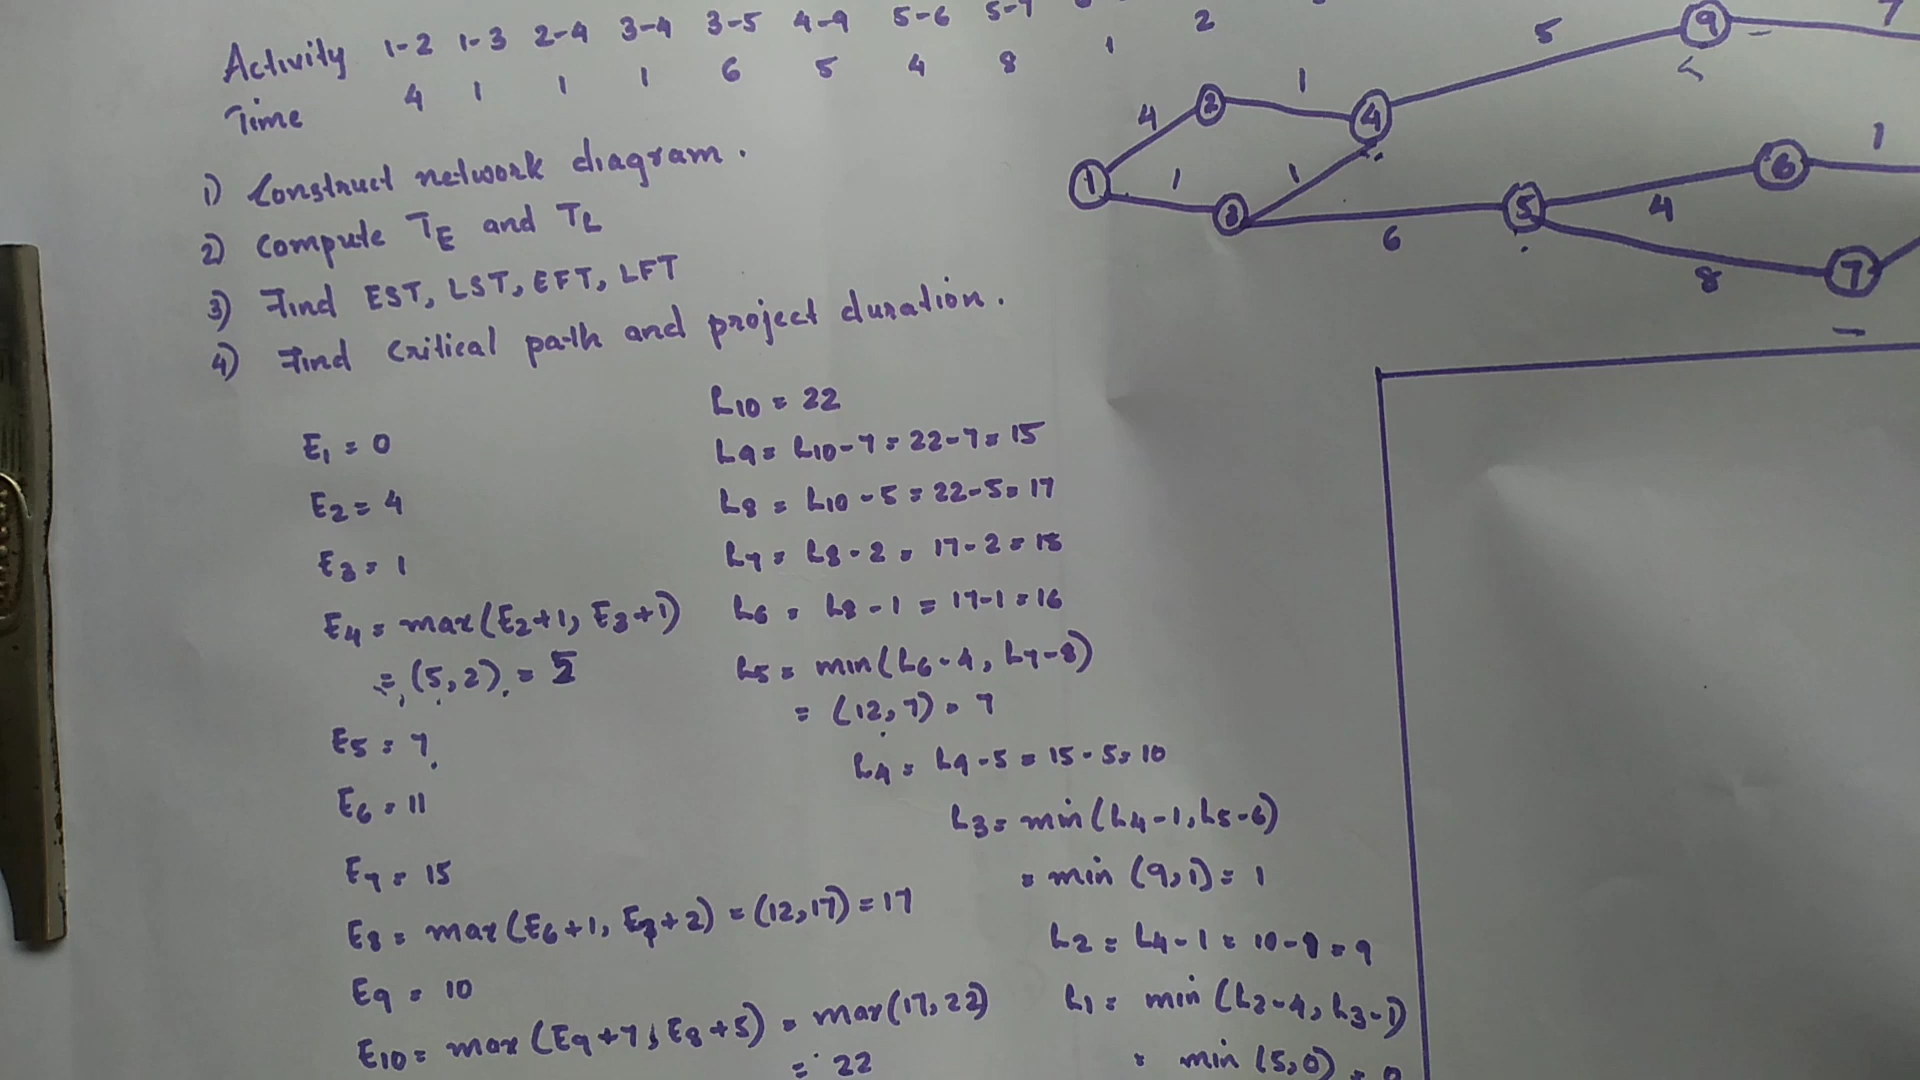 Activity 1-2 1-3 2-4 3-4 3-5 4-9 5-6 5-7
Time 4 1 1 1 6 5 4 8 1 2
1) Construct network diagram.
2) Compute TE and TL
3) Find EST, LST, EFT, LFT
4) Find critical path and project duration.
E1 = 0
E2 = 4
E3 = 1
E4 = max(E2+1, E3+1)
= (5,2) = 5
E5 = 7
E6 = 11
E7 = 15
E8 = max(E6+1, E7+2) = (12,17) = 17
E9 = 10
E10 = max(E9+7, E8+5) = max(17,22)
= 22
L10 = 22
L9 = L10-7 = 22-7 = 15
L8 = L10-5 = 22-5 = 17
L7 = L8-2 = 17-2 = 15
L6 = L8-1 = 17-1 = 16
L5 = min(L6-4, L7-8)
= (12,7) = 7
L4 = L9-5 = 15-5 = 10
L3 = min(L4-1, L5-6)
= min (9,1) = 1
L2 = L4-1 = 10-1 = 9
L1 = min (L2-4, L3-1)
= min (5,0) = 0
1 2 3 4 5 6 7 9
4 1 1 1 5 6 4 8 1 7